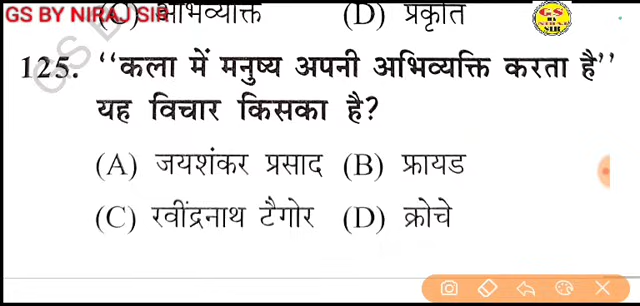 GS BY NIRAJ SIR
(C) अभिव्यक्ति (D) प्रकृति
125. “कला में मनुष्य अपनी अभिव्यक्ति करता है”
यह विचार किसका है?
(A) जयशंकर प्रसाद (B) फ्रायड
(C) रवींद्रनाथ टैगोर (D) क्रोचे